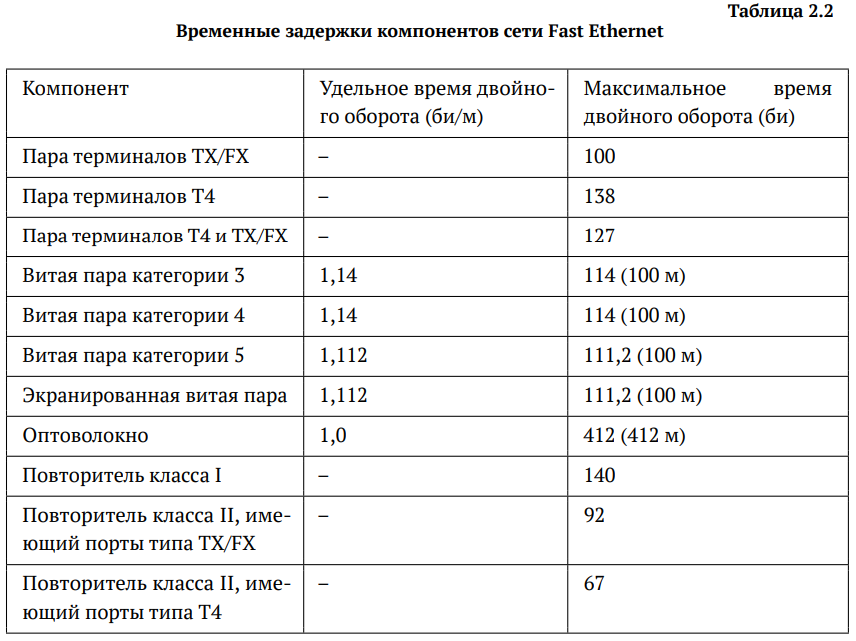 Таблица 2.2
Временные задержки компонентов сети Fast Ethernet
Компонент
Удельное время двойно-
го оборота (би/м)
Максимальное время
двойного оборота (би)
Пара терминалов TX/FX
–
100
Пара терминалов T4
–
138
Пара терминалов T4 и TX/FX
–
127
Витая пара категории 3
1,14
114 (100 м)
Витая пара категории 4
1,14
114 (100 м)
Витая пара категории 5
1,112
111,2 (100 м)
Экранированная витая пара
1,112
111,2 (100 м)
Оптоволокно
1,0
412 (412 м)
Повторитель класса I
–
140
Повторитель класса II, име-
ющий порты типа TX/FX
–
92
Повторитель класса II, име-
ющий порты типа T4
–
67